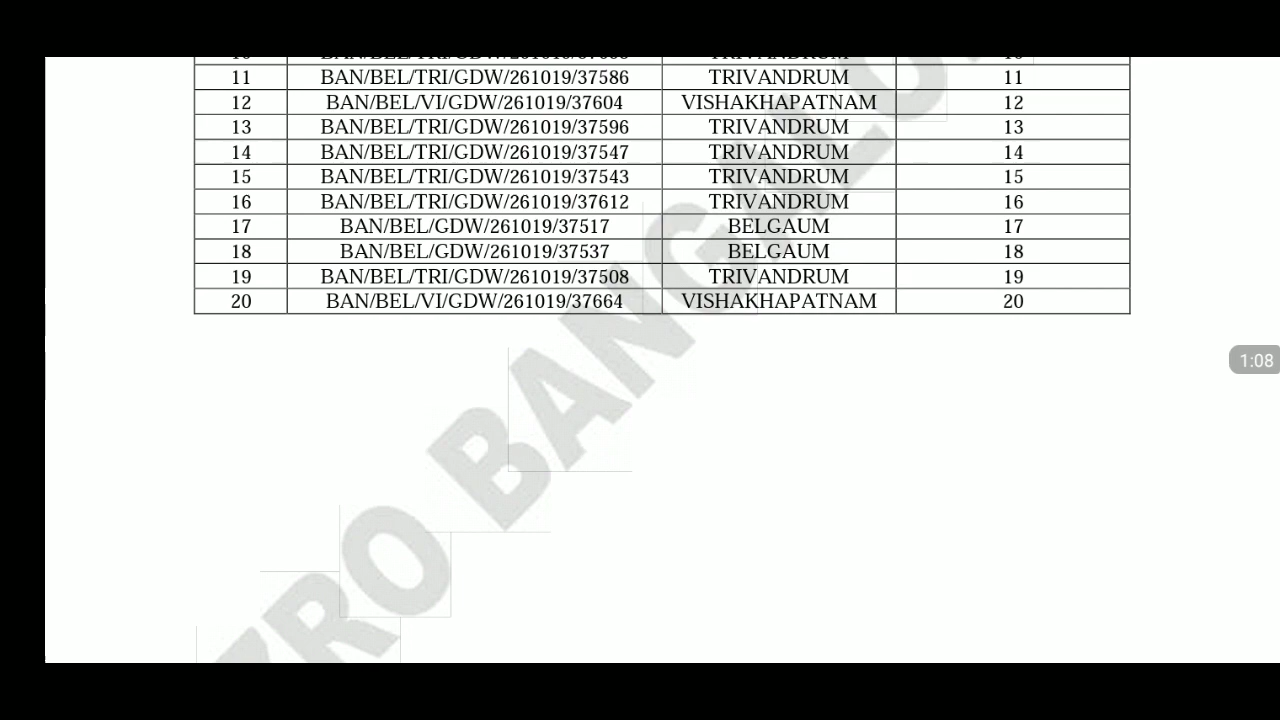 11 BAN/BEL/TRI/GDW/261019/37586 TRIVANDRUM 11
12 BAN/BEL/VI/GDW/261019/37604 VISHAKHAPATNAM 12
13 BAN/BEL/TRI/GDW/261019/37596 TRIVANDRUM 13
14 BAN/BEL/TRI/GDW/261019/37547 TRIVANDRUM 14
15 BAN/BEL/TRI/GDW/261019/37543 TRIVANDRUM 15
16 BAN/BEL/TRI/GDW/261019/37612 TRIVANDRUM 16
17 BAN/BEL/GDW/261019/37517 BELGAUM 17
18 BAN/BEL/GDW/261019/37537 BELGAUM 18
19 BAN/BEL/TRI/GDW/261019/37508 TRIVANDRUM 19
20 BAN/BEL/VI/GDW/261019/37664 VISHAKHAPATNAM 20
1:08
ZRO BANGALO